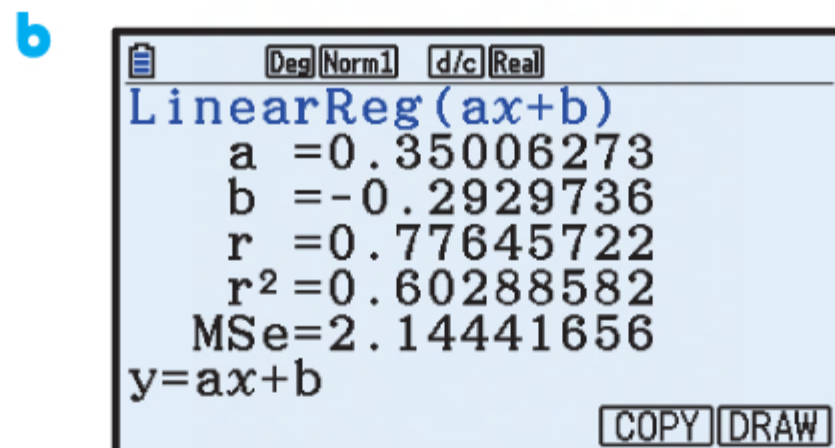 b
Deg Norm1 d/c Real
LinearReg(ax+b)
a =0.35006273
b =-0.2929736
r =0.77645722
r²=0.60288582
MSe=2.14441656
y=ax+b
COPY DRAW